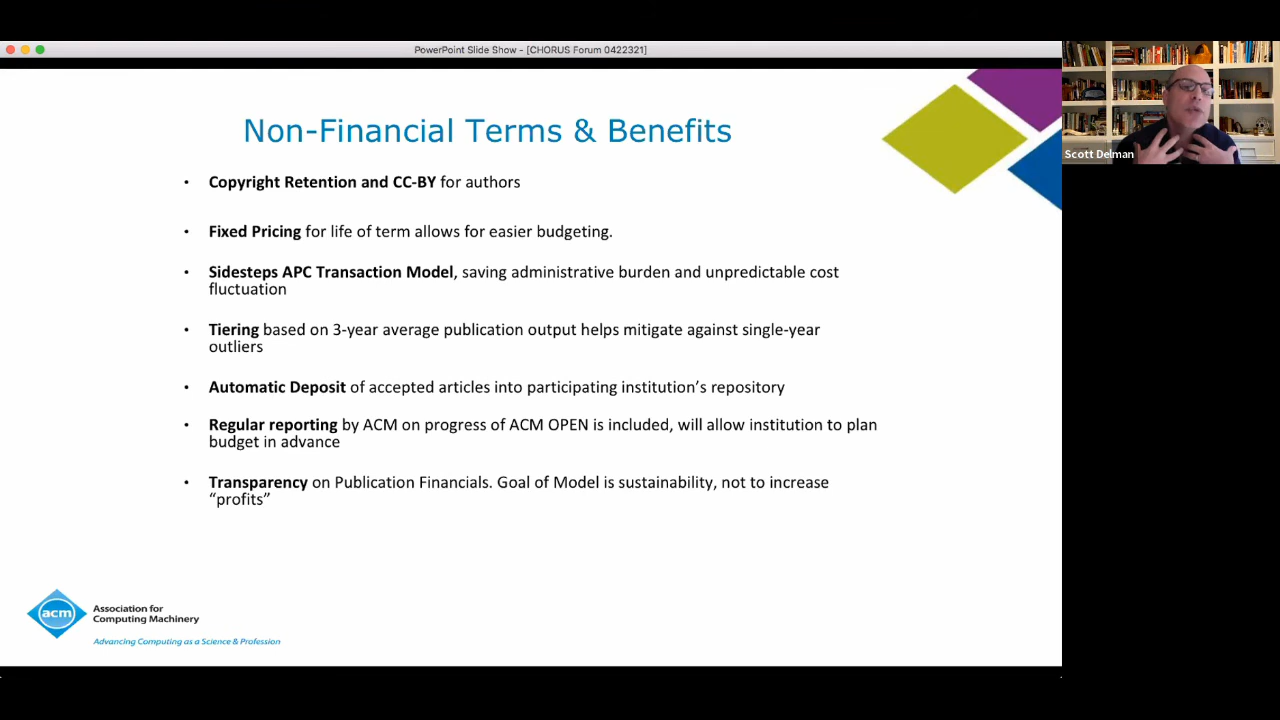 PowerPoint Slide Show - [CHORUS Forum 0422321]
Non-Financial Terms & Benefits
• Copyright Retention and CC-BY for authors
• Fixed Pricing for life of term allows for easier budgeting.
• Sidesteps APC Transaction Model, saving administrative burden and unpredictable cost
fluctuation
• Tiering based on 3-year average publication output helps mitigate against single-year
outliers
• Automatic Deposit of accepted articles into participating institution’s repository
• Regular reporting by ACM on progress of ACM OPEN is included, will allow institution to plan
budget in advance
• Transparency on Publication Financials. Goal of Model is sustainability, not to increase
“profits”
acm
Association for
Computing Machinery
Advancing Computing as a Science & Profession
Scott Delman